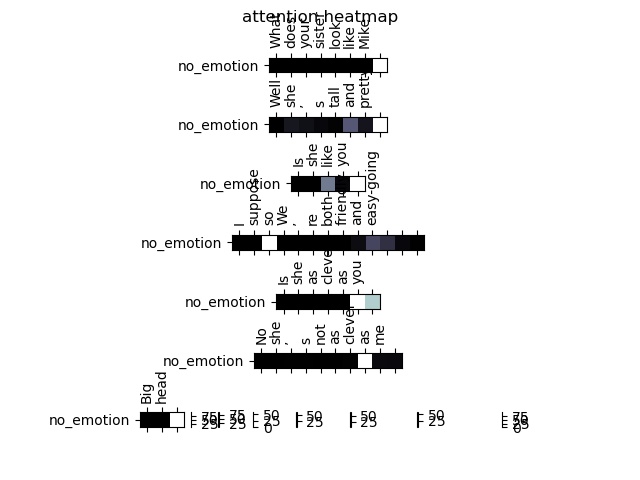 attention heatmap
What does your sister look like Mike
no_emotion
Well she ' s tall and pretty
no_emotion
Is she like you
no_emotion
I suppose so We ' re both friendly and easy-going
no_emotion
Is she as clever as you
no_emotion
No she ' s not as clever as me
no_emotion
Big head
no_emotion
75 50 25
75 50 25
50 25 0
50 25
50 25
50 25
75 50 25 0